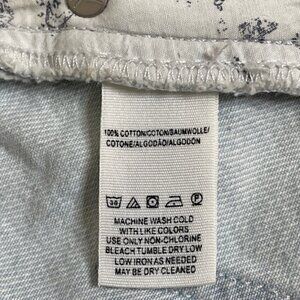 100% COTTON/COTON/BAUMWOLLE/
COTONE/ALGODÃO/ALGODON
MACHINE WASH COLD
WITH LIKE COLORS
USE ONLY NON-CHLORINE
BLEACH TUMBLE DRY LOW
LOW IRON AS NEEDED
MAY BE DRY CLEANED